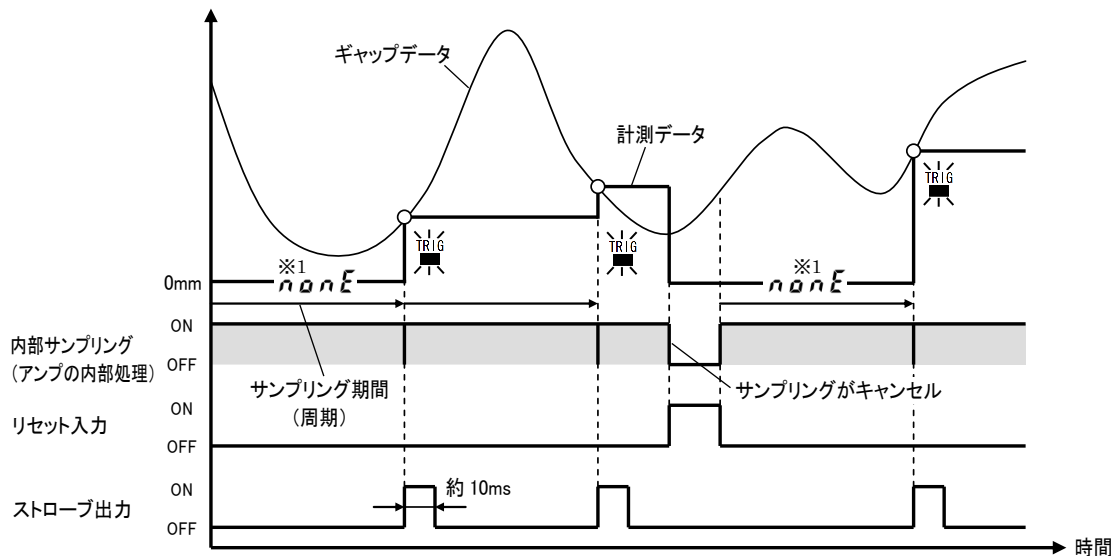 ギャップデータ
計測データ
TRIG
TRIG
TRIG
※1
nonE
※1
nonE
0mm
ON
内部サンプリング
(アンプの内部処理)
OFF
サンプリング期間
(周期)
サンプリングがキャンセル
ON
リセット入力
OFF
ON
約 10ms
ストローブ出力
OFF
時間